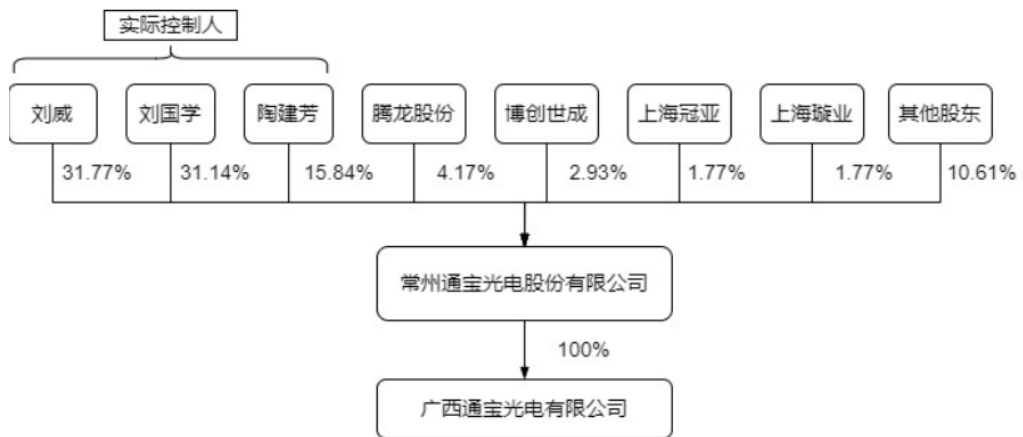 实际控制人
刘威 刘国学 陶建芳 腾龙股份 博创世成 上海冠亚 上海璇业 其他股东
31.77% 31.14% 15.84% 4.17% 2.93% 1.77% 1.77% 10.61%
常州通宝光电股份有限公司
100%
广西通宝光电有限公司